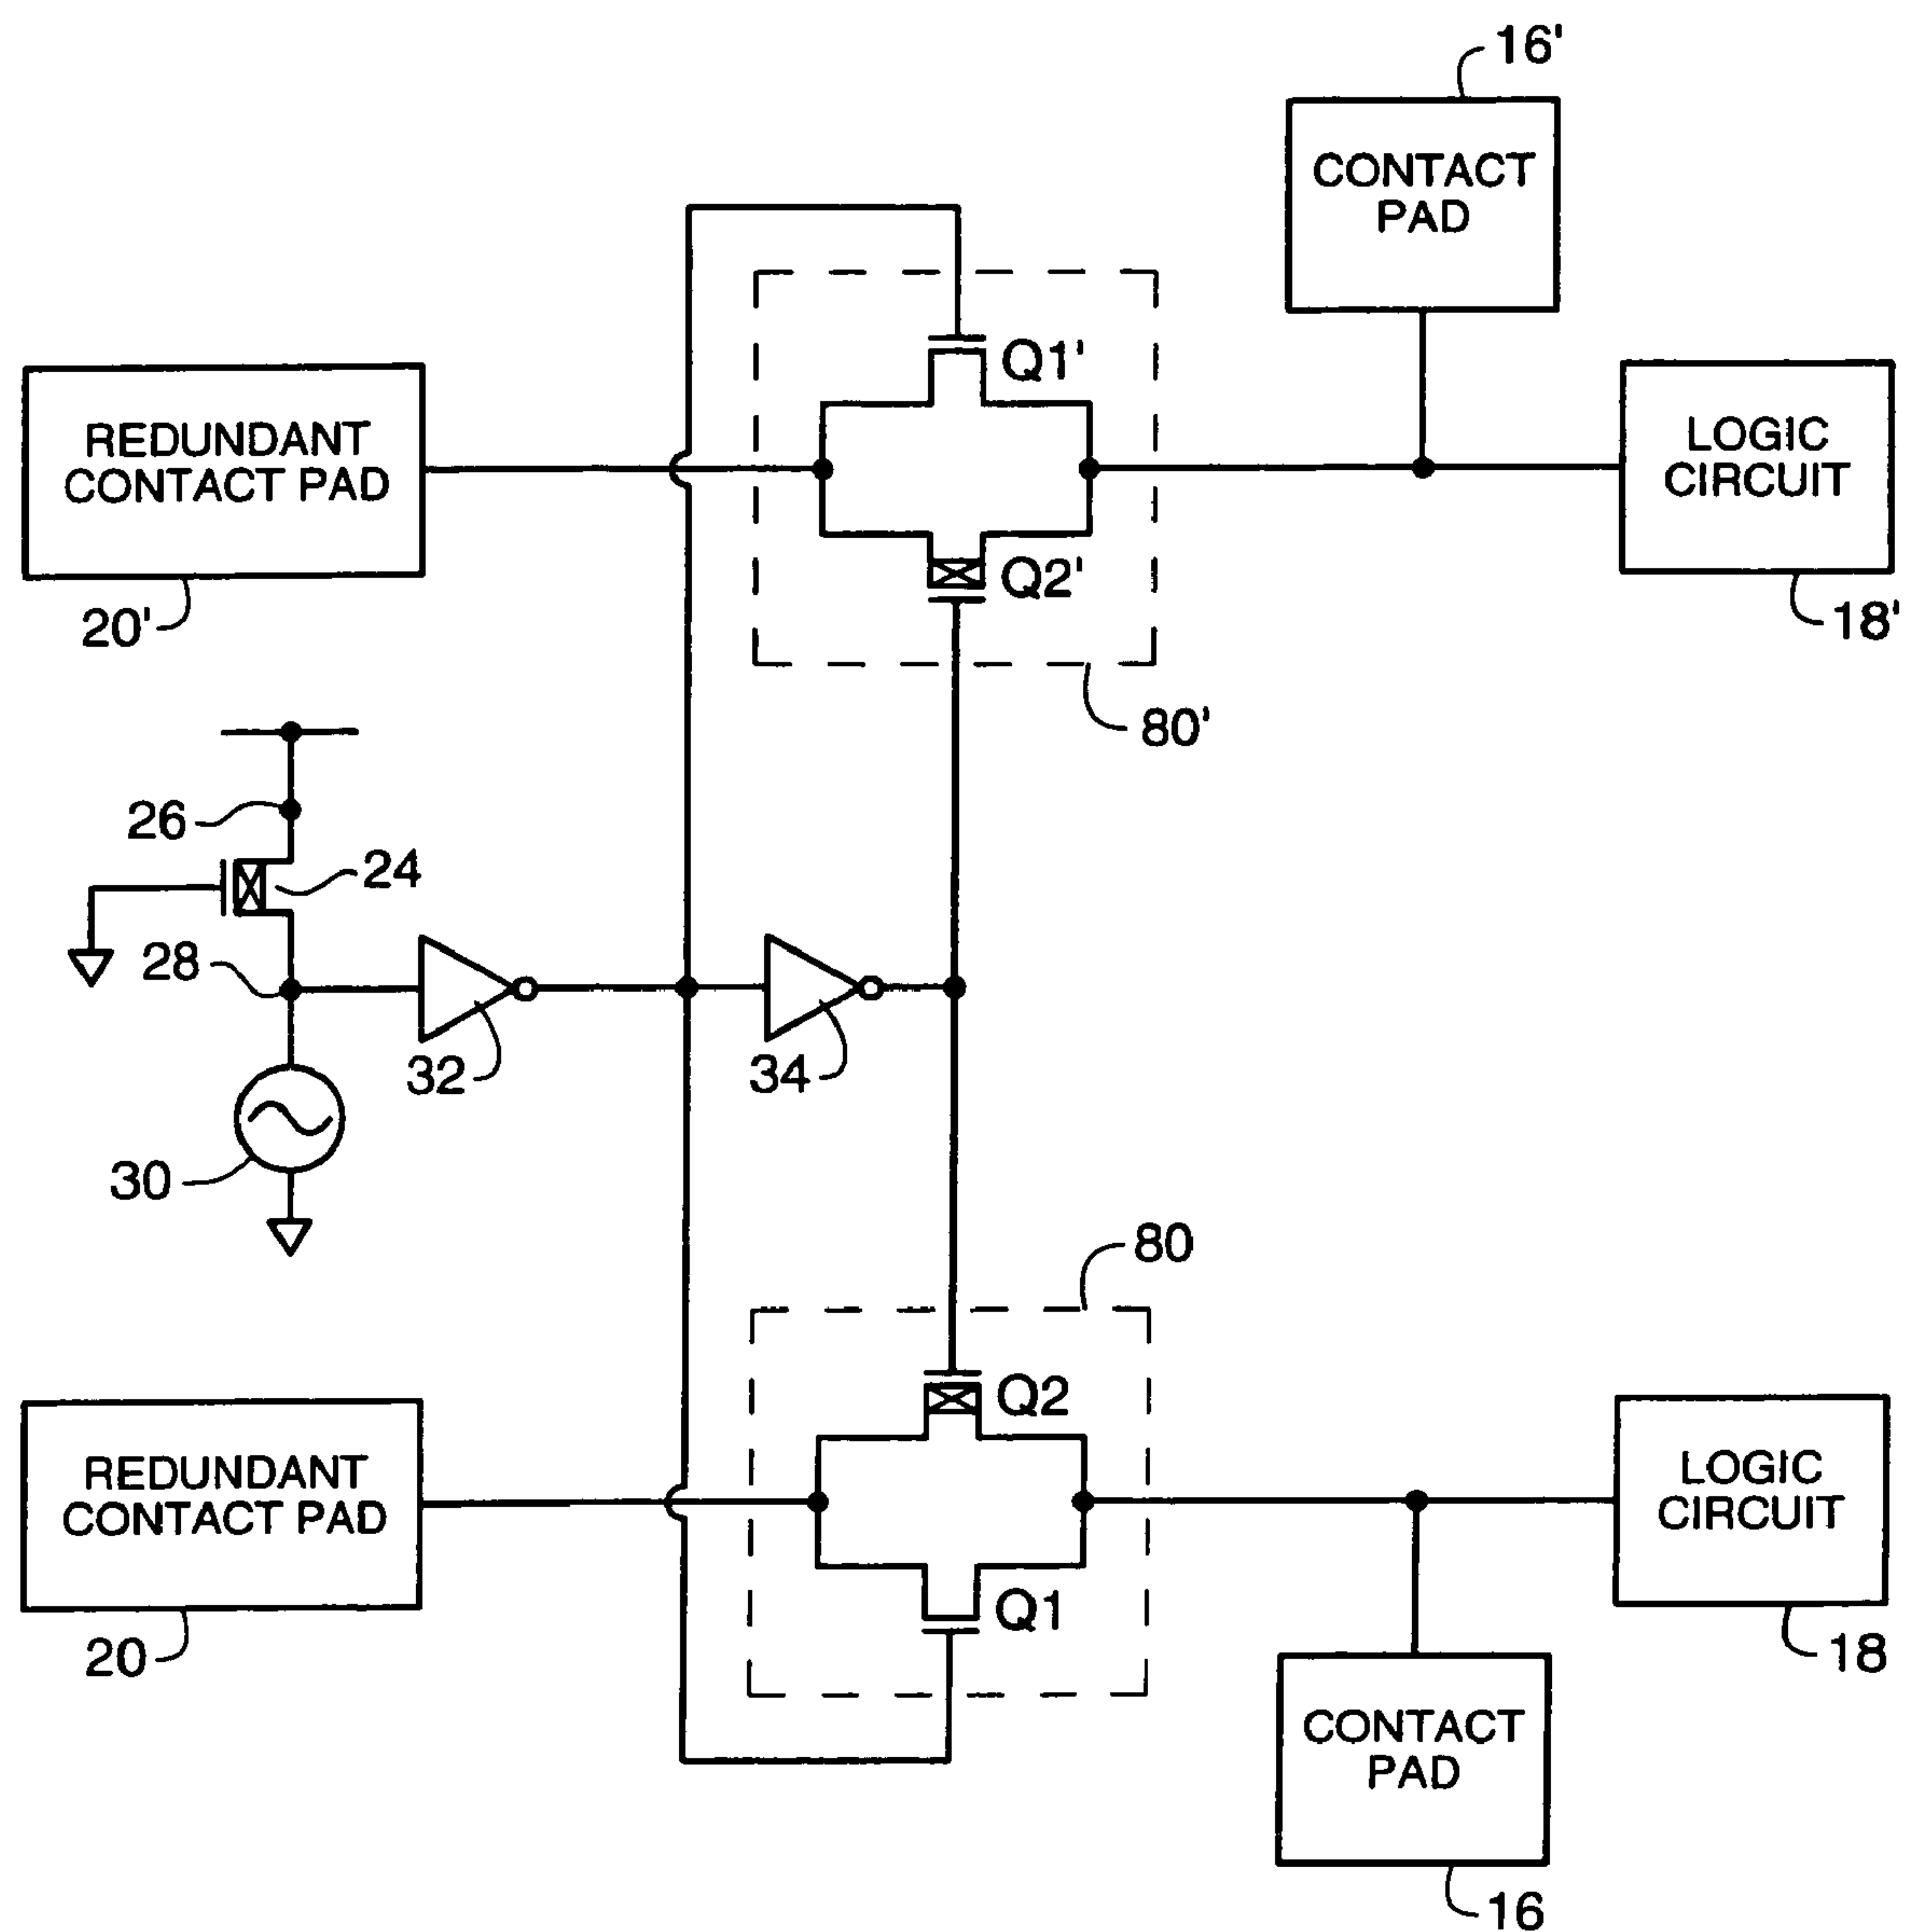 16'
CONTACT
PAD
Q1'
REDUNDANT
CONTACT PAD
LOGIC
CIRCUIT
Q2'
20'
18'
80'
26
24
28
32
34
30
80
Q2
REDUNDANT
CONTACT PAD
LOGIC
CIRCUIT
Q1
20
18
CONTACT
PAD
16